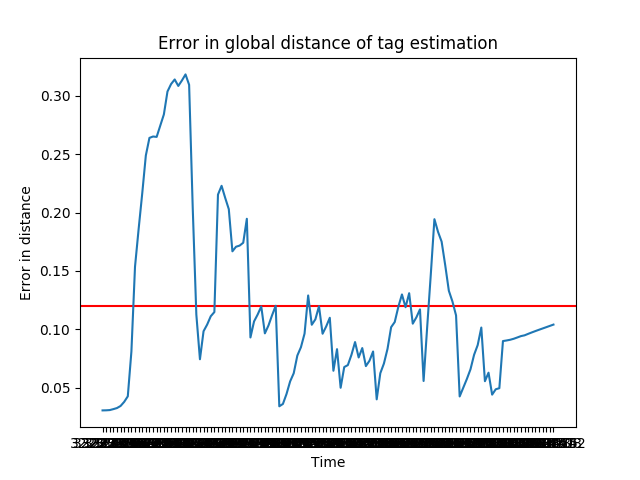 Error in global distance of tag estimation
0.30
0.25
0.20
0.15
0.10
0.05
Error in distance
Time